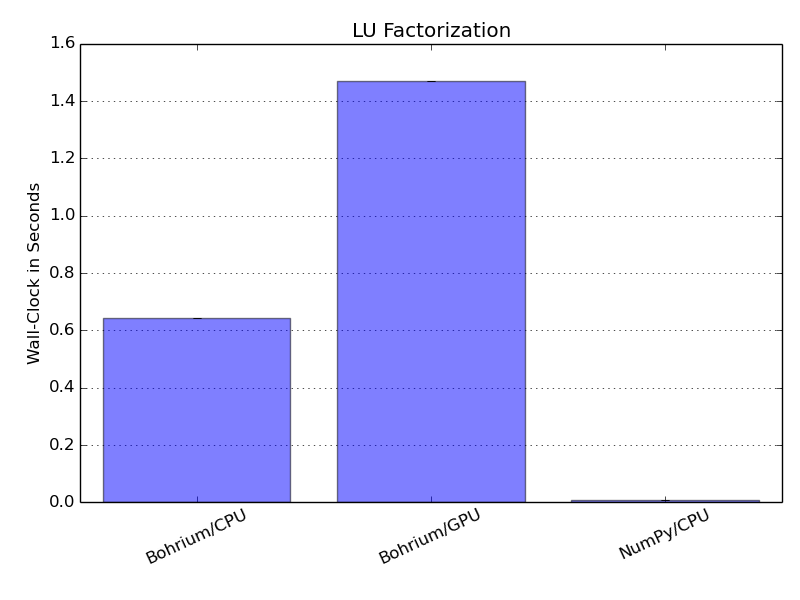 LU Factorization
Wall-Clock in Seconds
1.6
1.4
1.2
1.0
0.8
0.6
0.4
0.2
0.0
Bohrium/CPU
Bohrium/GPU
NumPy/CPU